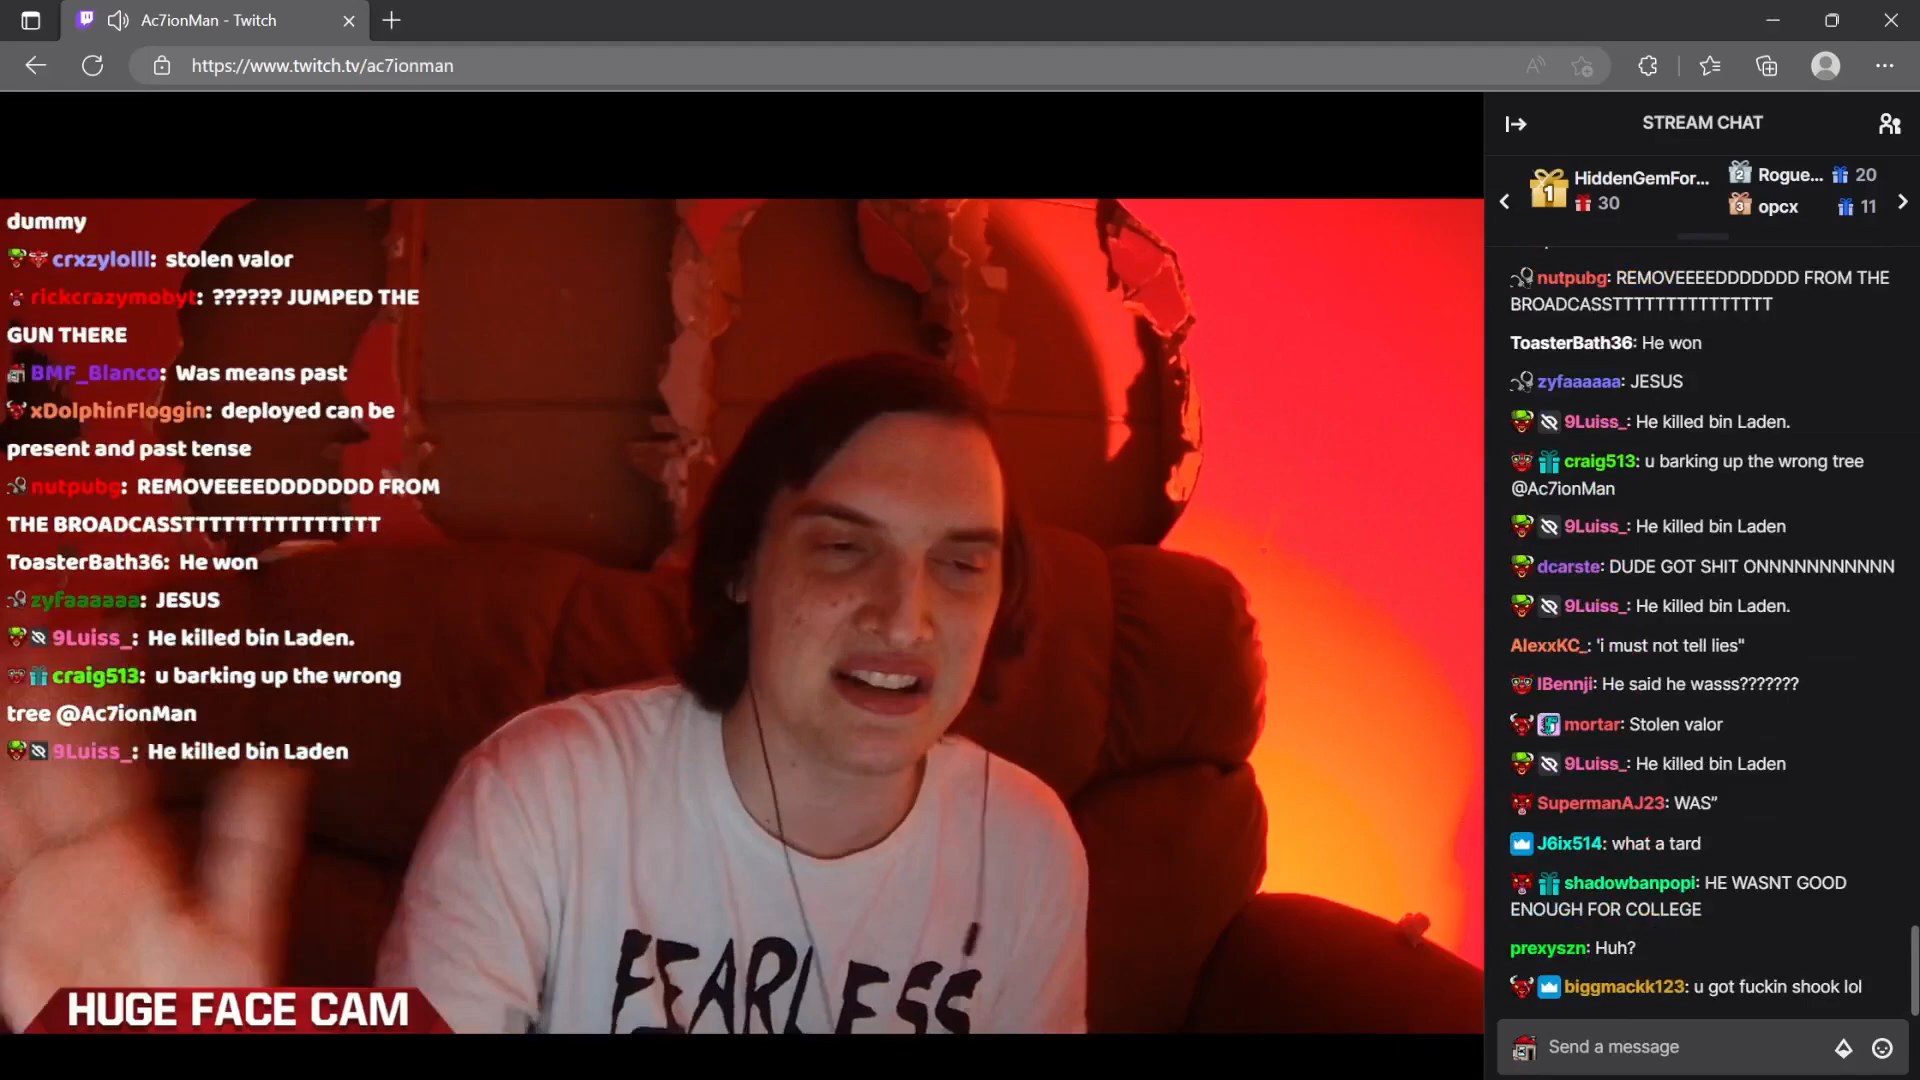 Ac7ionMan - Twitch
https://www.twitch.tv/ac7ionman
dummy
crxzylolll: stolen valor
rickcrazymobyt: ?????? JUMPED THE
GUN THERE
BMF_Blanco: Was means past
xDolphinFloggin: deployed can be
present and past tense
nutpubg: REMOVEEEEDDDDDDD FROM
THE BROADCASSTTTTTTTTTTTTTTT
ToasterBath36: He won
zyfaaaaaa: JESUS
9Luiss_: He killed bin Laden.
craig513: u barking up the wrong
tree @Ac7ionMan
9Luiss_: He killed bin Laden
FEARLESS
HUGE FACE CAM
STREAM CHAT
1 HiddenGemFor...
30
2 Rogue... 20
3 opcx 11
nutpubg: REMOVEEEEDDDDDDD FROM THE
BROADCASSTTTTTTTTTTTTTTT
ToasterBath36: He won
zyfaaaaaa: JESUS
9Luiss_: He killed bin Laden.
craig513: u barking up the wrong tree
@Ac7ionMan
9Luiss_: He killed bin Laden
dcarste: DUDE GOT SHIT ONNNNNNNNNNN
9Luiss_: He killed bin Laden.
AlexxKC_: 'i must not tell lies"
IBennji: He said he wasss???????
mortar: Stolen valor
9Luiss_: He killed bin Laden
SupermanAJ23: WAS”
J6ix514: what a tard
shadowbanpopi: HE WASNT GOOD
ENOUGH FOR COLLEGE
prexyszn: Huh?
biggmackk123: u got fuckin shook lol
Send a message